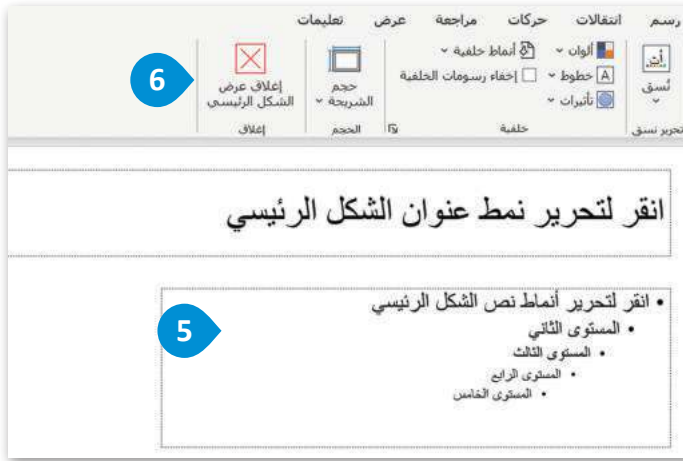 رسم انتقالات حركات مراجعة عرض تعليمات
أن
نُسق
ألوان
خطوط
تأثيرات
أنماط خلفية
إخفاء رسومات الخلفية
حجم
الشريحة
إغلاق عرض
الشكل الرئيسي
تحرير نسق
خلفية
الحجم
إغلاق
6
انقر لتحرير نمط عنوان الشكل الرئيسي
• انقر لتحرير أنماط نص الشكل الرئيسي
• المستوى الثاني
• المستوى الثالث
• المستوى الرابع
• المستوى الخامس
5